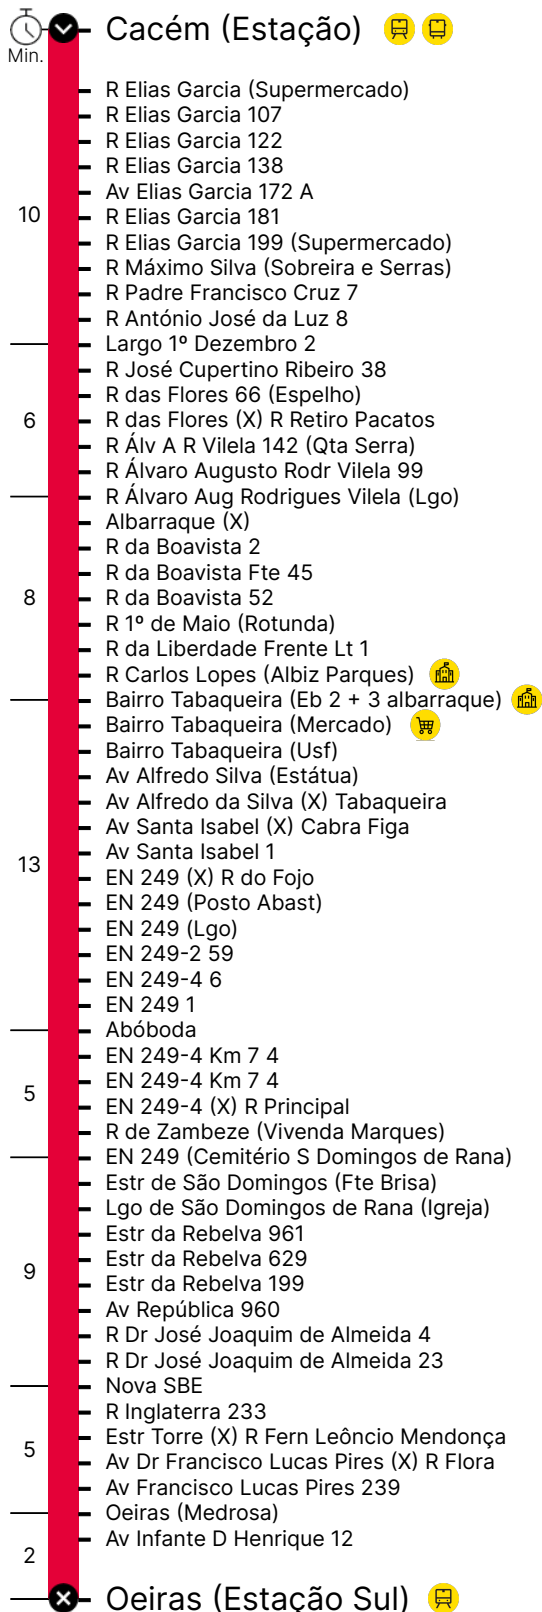 Cacém (Estação)
Min.
R Elias Garcia (Supermercado)
R Elias Garcia 107
R Elias Garcia 122
R Elias Garcia 138
Av Elias Garcia 172 A
10
R Elias Garcia 181
R Elias Garcia 199 (Supermercado)
R Máximo Silva (Sobreira e Serras)
R Padre Francisco Cruz 7
R António José da Luz 8
Largo 1º Dezembro 2
R José Cupertino Ribeiro 38
R das Flores 66 (Espelho)
6
R das Flores (X) R Retiro Pacatos
R Álv A R Vilela 142 (Qta Serra)
R Álvaro Augusto Rodr Vilela 99
R Álvaro Aug Rodrigues Vilela (Lgo)
Albarraque (X)
R da Boavista 2
R da Boavista Fte 45
8
R da Boavista 52
R 1º de Maio (Rotunda)
R da Liberdade Frente Lt 1
R Carlos Lopes (Albiz Parques)
Bairro Tabaqueira (Eb 2 + 3 albarraque)
Bairro Tabaqueira (Mercado)
Bairro Tabaqueira (Usf)
Av Alfredo Silva (Estátua)
Av Alfredo da Silva (X) Tabaqueira
Av Santa Isabel (X) Cabra Figa
Av Santa Isabel 1
13
EN 249 (X) R do Fojo
EN 249 (Posto Abast)
EN 249 (Lgo)
EN 249-2 59
EN 249-4 6
EN 249 1
Abóboda
EN 249-4 Km 7 4
EN 249-4 Km 7 4
5
EN 249-4 (X) R Principal
R de Zambeze (Vivenda Marques)
EN 249 (Cemitério S Domingos de Rana)
Estr de São Domingos (Fte Brisa)
Lgo de São Domingos de Rana (Igreja)
Estr da Rebelva 961
Estr da Rebelva 629
9
Estr da Rebelva 199
Av República 960
R Dr José Joaquim de Almeida 4
R Dr José Joaquim de Almeida 23
Nova SBE
R Inglaterra 233
Estr Torre (X) R Fern Leôncio Mendonça
5
Av Dr Francisco Lucas Pires (X) R Flora
Av Francisco Lucas Pires 239
Oeiras (Medrosa)
Av Infante D Henrique 12
2
Oeiras (Estação Sul)